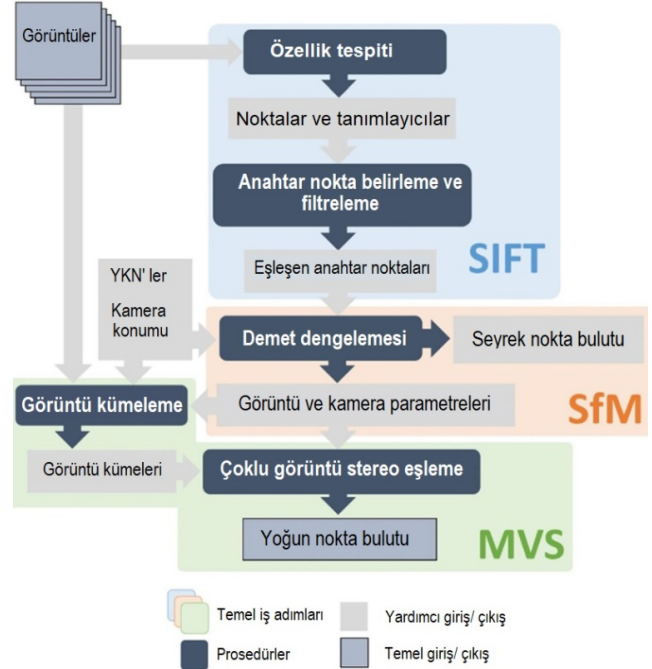 Görüntüler
Özellik tespiti
Noktalar ve tanımlayıcılar
Anahtar nokta belirleme ve
filtreleme
SIFT
Eşleşen anahtar noktaları
YKN' ler
Kamera
konumu
Demet dengelemesi
Seyrek nokta bulutu
Görüntü kümeleme
Görüntü ve kamera parametreleri
SfM
Görüntü kümeleri
Çoklu görüntü stereo eşleme
Yoğun nokta bulutu
MVS
Temel iş adımları
Yardımcı giriş/ çıkış
Prosedürler
Temel giriş/ çıkış